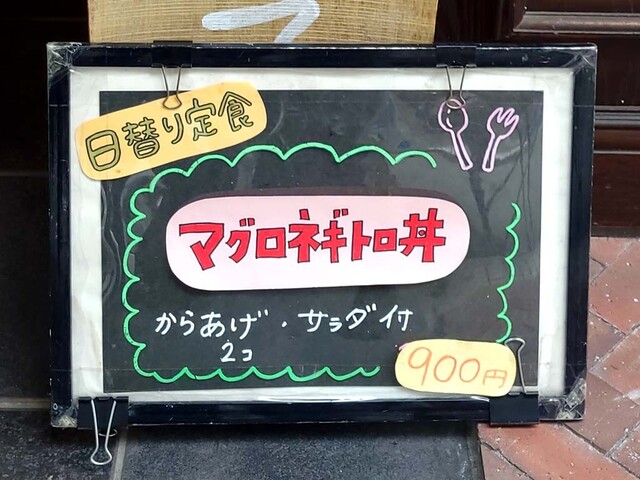 日替り定食
マグロネギトロ丼
からあげ・サラダ付
2コ
900円